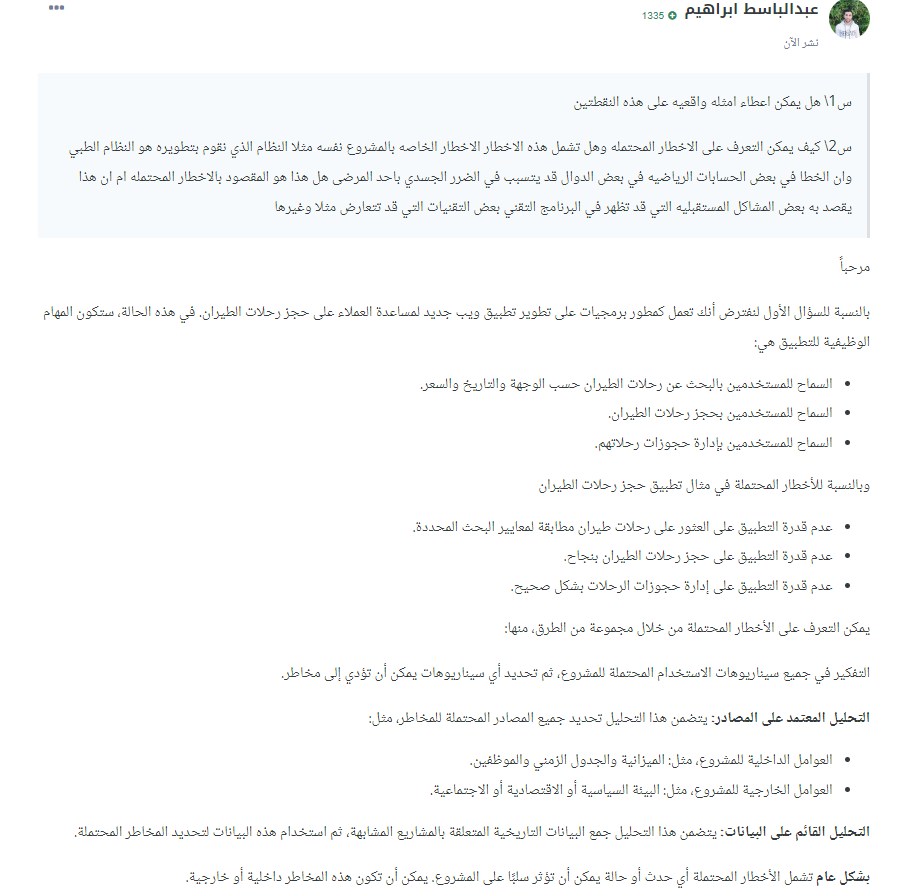 عبدالباسط ابراهيم 1335
نشر الآن
س1\ هل يمكن اعطاء امثله واقعيه على هذه النقطتين
س2\ كيف يمكن التعرف على الاخطار المحتمله وهل تشمل هذه الاخطار الاخطار الخاصه بالمشروع نفسه مثلا النظام الذي نقوم بتطويره هو النظام الطبي
وان الخطا في بعض الحسابات الرياضيه في بعض الدوال قد يتسبب في الضرر الجسدي باحد المرضى هل هذا هو المقصود بالاخطار المحتمله ام ان هذا
يقصد به بعض المشاكل المستقبليه التي قد تظهر في البرنامج التقني بعض التقنيات التي قد تتعارض مثلا وغيرها
مرحباً
بالنسبة للسؤال الأول لنفترض أنك تعمل كمطور برمجيات على تطوير تطبيق ويب جديد لمساعدة العملاء على حجز رحلات الطيران. في هذه الحالة، ستكون المهام
الوظيفية للتطبيق هي:
• السماح للمستخدمين بالبحث عن رحلات الطيران حسب الوجهة والتاريخ والسعر.
• السماح للمستخدمين بحجز رحلات الطيران.
• السماح للمستخدمين بإدارة حجوزات رحلاتهم.
وبالنسبة للأخطار المحتملة في مثال تطبيق حجز رحلات الطيران
• عدم قدرة التطبيق على العثور على رحلات طيران مطابقة لمعايير البحث المحددة.
• عدم قدرة التطبيق على حجز رحلات الطيران بنجاح.
• عدم قدرة التطبيق على إدارة حجوزات الرحلات بشكل صحيح.
يمكن التعرف على الأخطار المحتملة من خلال مجموعة من الطرق، منها:
التفكير في جميع سيناريوهات الاستخدام المحتملة للمشروع، ثم تحديد أي سيناريوهات يمكن أن تؤدي إلى مخاطر.
التحليل المعتمد على المصادر: يتضمن هذا التحليل تحديد جميع المصادر المحتملة للمخاطر، مثل:
• العوامل الداخلية للمشروع، مثل: الميزانية والجدول الزمني والموظفين.
• العوامل الخارجية للمشروع، مثل: البيئة السياسية أو الاقتصادية أو الاجتماعية.
التحليل القائم على البيانات: يتضمن هذا التحليل جمع البيانات التاريخية المتعلقة بالمشاريع المشابهة، ثم استخدام هذه البيانات لتحديد المخاطر المحتملة.
بشكل عام تشمل الأخطار المحتملة أي حدث أو حالة يمكن أن تؤثر سلبًا على المشروع. يمكن أن تكون هذه المخاطر داخلية أو خارجية.